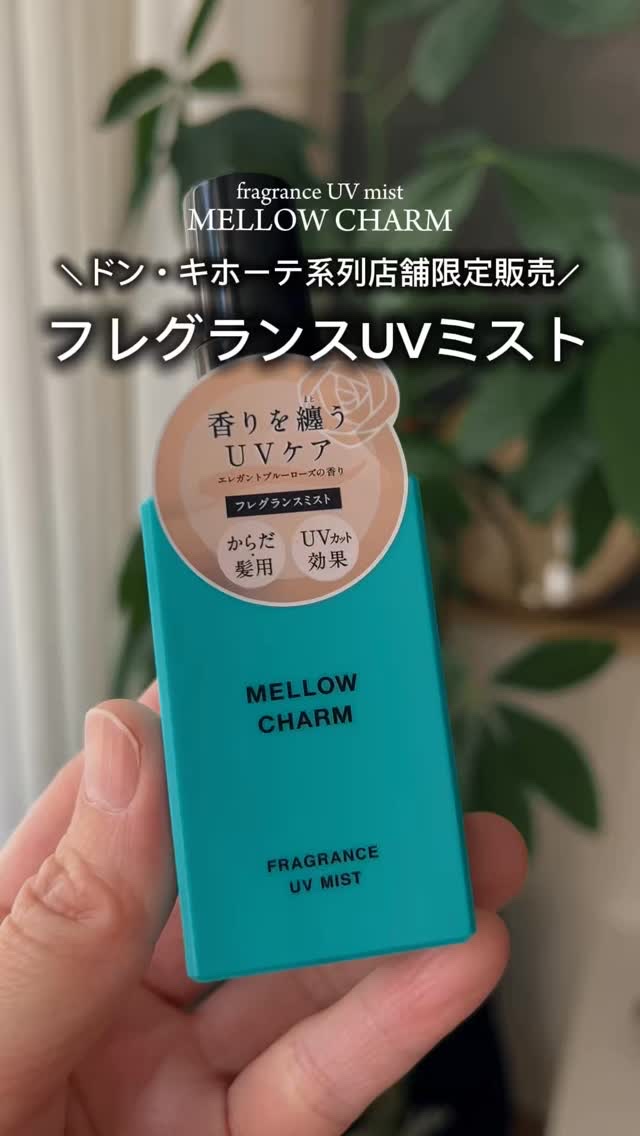 fragrance UV mist
MELLOW CHARM
＼ドン・キホーテ系列店舗限定販売／
フレグランスUVミスト
まと
香りを纏う
UVケア
エレガントブルーローズの香り
フレグランスミスト
からだ・髪用
UVカット効果
MELLOW
CHARM
FRAGRANCE
UV MIST